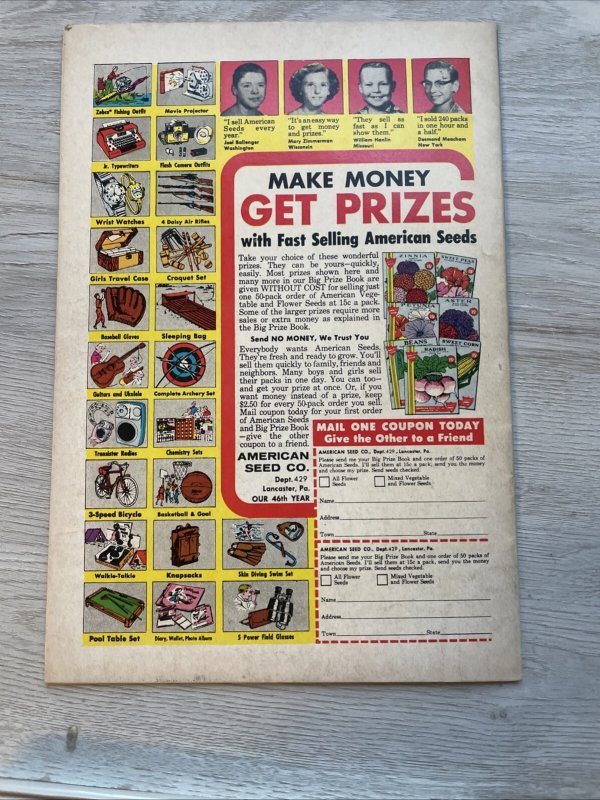 Zebco Fishing Outfit
Movie Projector
Jr. Typewriters
Flash Camera Outfits
Wrist Watches
4 Daisy Air Rifles
Girls Travel Case
Croquet Set
Baseball Gloves
Sleeping Bag
Guitars and Ukulele
Complete Archery Set
Transistor Radios
Chemistry Sets
3-Speed Bicycle
Basketball & Goal
Walkie-Talkie
Knapsacks
Skin Diving Swim Set
Pool Table Set
Diary, Wallet, Photo Album
5 Power Field Glasses
"I sell American
Seeds every
year."
Joel Ballenger
Washington
"It's an easy way
to get money
and prizes."
Mary Zimmerman
Wisconsin
"They sell as
fast as I can
show them."
William Henlin
Missouri
"I sold 240 packs
in one hour and
a half."
Desmond Meacham
New York
MAKE MONEY
GET PRIZES
with Fast Selling American Seeds
Take your choice of these wonderful
prizes. They can be yours—quickly,
easily. Most prizes shown here and
many more in our Big Prize Book are
given WITHOUT COST for selling just
one 50-pack order of American Vege-
table and Flower Seeds at 15c a pack.
Some of the larger prizes require more
sales or extra money as explained in
the Big Prize Book.
Send NO MONEY, We Trust You
Everybody wants American Seeds.
They're fresh and ready to grow. You'll
sell them quickly to family, friends and
neighbors. Many boys and girls sell
their packs in one day. You can too—
and get your prize at once. Or, if you
want money instead of a prize, keep
$2.50 for every 50-pack order you sell.
Mail coupon today for your first order
of American Seeds
and Big Prize Book
—give the other
coupon to a friend.
AMERICAN
SEED CO.
Dept. 429
Lancaster, Pa.
OUR 46th YEAR
ZINNIA
SWEET PEAS
ASTER
BEANS
SWEET CORN
RADISH
MAIL ONE COUPON TODAY
Give the Other to a Friend
AMERICAN SEED CO., Dept. 429, Lancaster, Pa.
Please send me your Big Prize Book and one order of 50 packs of
American Seeds. I'll sell them at 15c a pack, send you the money
and choose my prize. Send seeds checked.
All Flower
Seeds
Mixed Vegetable
and Flower Seeds
Name
Address
Town State
AMERICAN SEED CO., Dept. 429, Lancaster, Pa.
Please send me your Big Prize Book and one order of 50 packs of
American Seeds. I'll sell them at 15c a pack, send you the money
and choose my prize. Send seeds checked.
All Flower
Seeds
Mixed Vegetable
and Flower Seeds
Name
Address
Town State